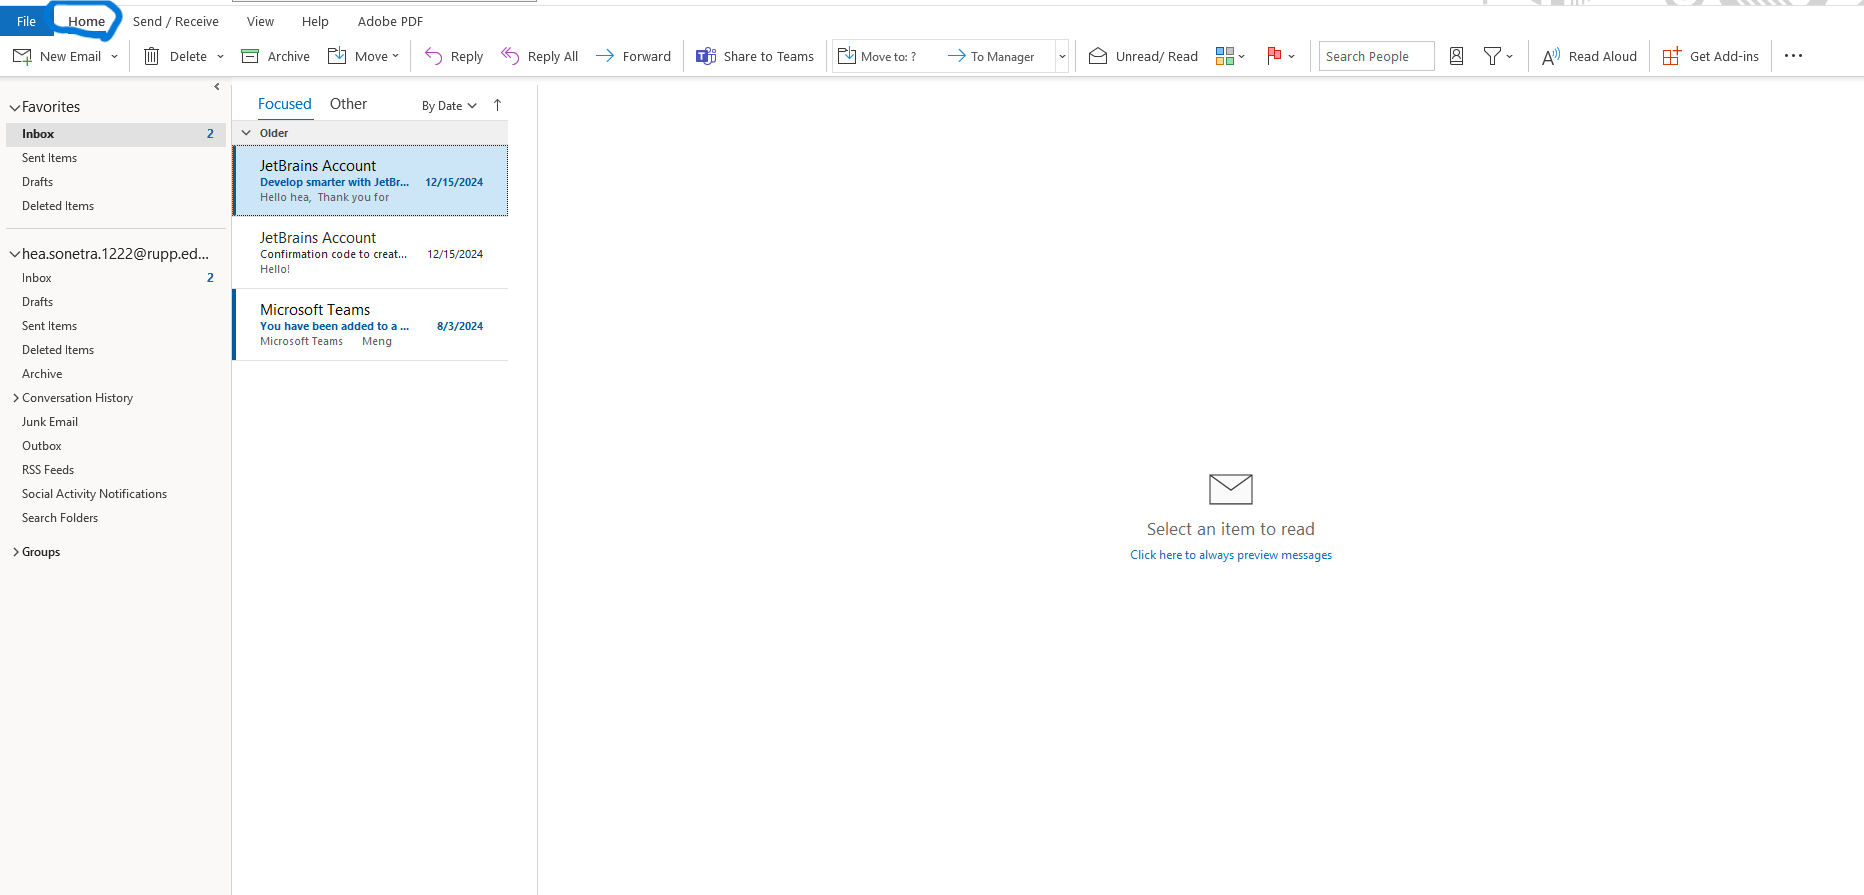 File Home Send / Receive View Help Adobe PDF
New Email Delete Archive Move Reply Reply All Forward Share to Teams Move to: ? To Manager Unread/ Read Search People Read Aloud Get Add-ins ...
Favorites
Inbox 2
Sent Items
Drafts
Deleted Items
hea.sonetra.1222@rupp.ed...
Inbox 2
Drafts
Sent Items
Deleted Items
Archive
Conversation History
Junk Email
Outbox
RSS Feeds
Social Activity Notifications
Search Folders
Groups
Focused Other By Date
Older
JetBrains Account
Develop smarter with JetBr... 12/15/2024
Hello hea, Thank you for
JetBrains Account
Confirmation code to creat... 12/15/2024
Hello!
Microsoft Teams
You have been added to a ... 8/3/2024
Microsoft Teams Meng
Select an item to read
Click here to always preview messages